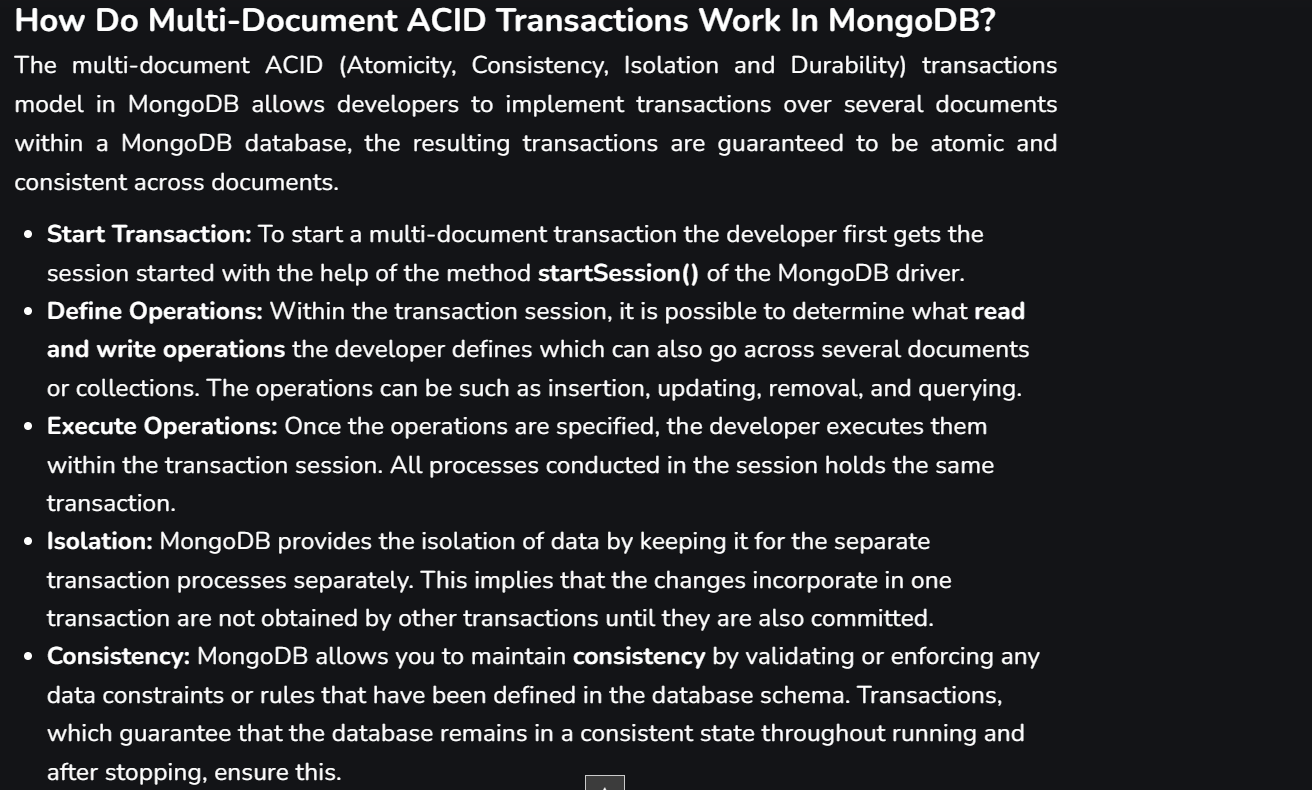 How Do Multi-Document ACID Transactions Work In MongoDB?
The multi-document ACID (Atomicity, Consistency, Isolation and Durability) transactions
model in MongoDB allows developers to implement transactions over several documents
within a MongoDB database, the resulting transactions are guaranteed to be atomic and
consistent across documents.
• Start Transaction: To start a multi-document transaction the developer first gets the
session started with the help of the method startSession() of the MongoDB driver.
• Define Operations: Within the transaction session, it is possible to determine what read
and write operations the developer defines which can also go across several documents
or collections. The operations can be such as insertion, updating, removal, and querying.
• Execute Operations: Once the operations are specified, the developer executes them
within the transaction session. All processes conducted in the session holds the same
transaction.
• Isolation: MongoDB provides the isolation of data by keeping it for the separate
transaction processes separately. This implies that the changes incorporate in one
transaction are not obtained by other transactions until they are also committed.
• Consistency: MongoDB allows you to maintain consistency by validating or enforcing any
data constraints or rules that have been defined in the database schema. Transactions,
which guarantee that the database remains in a consistent state throughout running and
after stopping, ensure this.